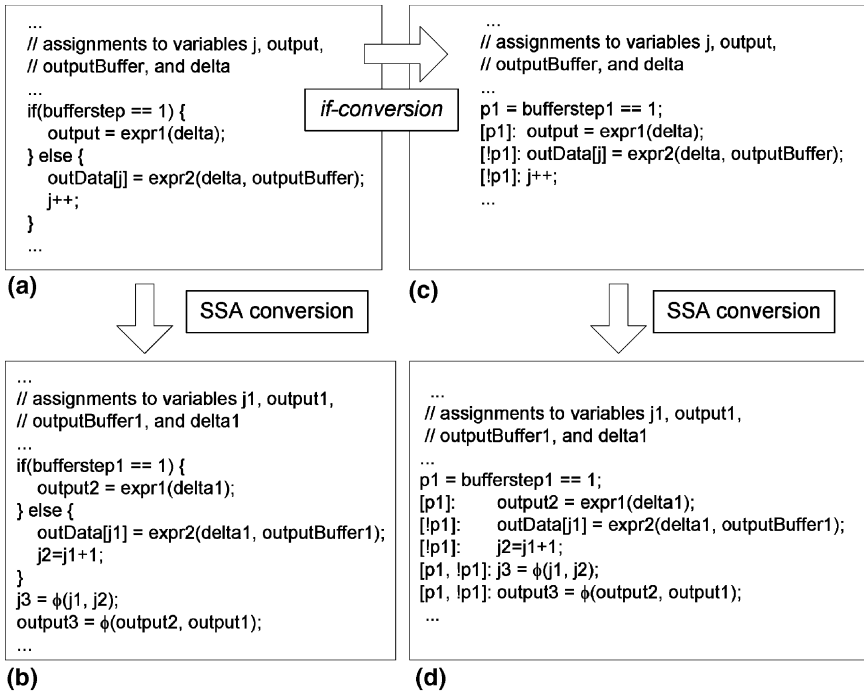 ...
// assignments to variables j, output,
// outputBuffer, and delta
...
if(bufferstep == 1) {
output = expr1(delta);
} else {
outData[j] = expr2(delta, outputBuffer);
j++;
}
...
(a)
if-conversion
...
// assignments to variables j, output,
// outputBuffer, and delta
...
p1 = bufferstep1 == 1;
[p1]: output = expr1(delta);
[!p1]: outData[j] = expr2(delta, outputBuffer);
[!p1]: j++;
...
(c)
SSA conversion
SSA conversion
...
// assignments to variables j1, output1,
// outputBuffer1, and delta1
...
if(bufferstep1 == 1) {
output2 = expr1(delta1);
} else {
outData[j1] = expr2(delta1, outputBuffer1);
j2=j1+1;
}
j3 = ϕ(j1, j2);
output3 = ϕ(output2, output1);
...
(b)
...
// assignments to variables j1, output1,
// outputBuffer1, and delta1
...
p1 = bufferstep1 == 1;
[p1]: output2 = expr1(delta1);
[!p1]: outData[j1] = expr2(delta1, outputBuffer1);
[!p1]: j2=j1+1;
[p1, !p1]: j3 = ϕ(j1, j2);
[p1, !p1]: output3 = ϕ(output2, output1);
...
(d)